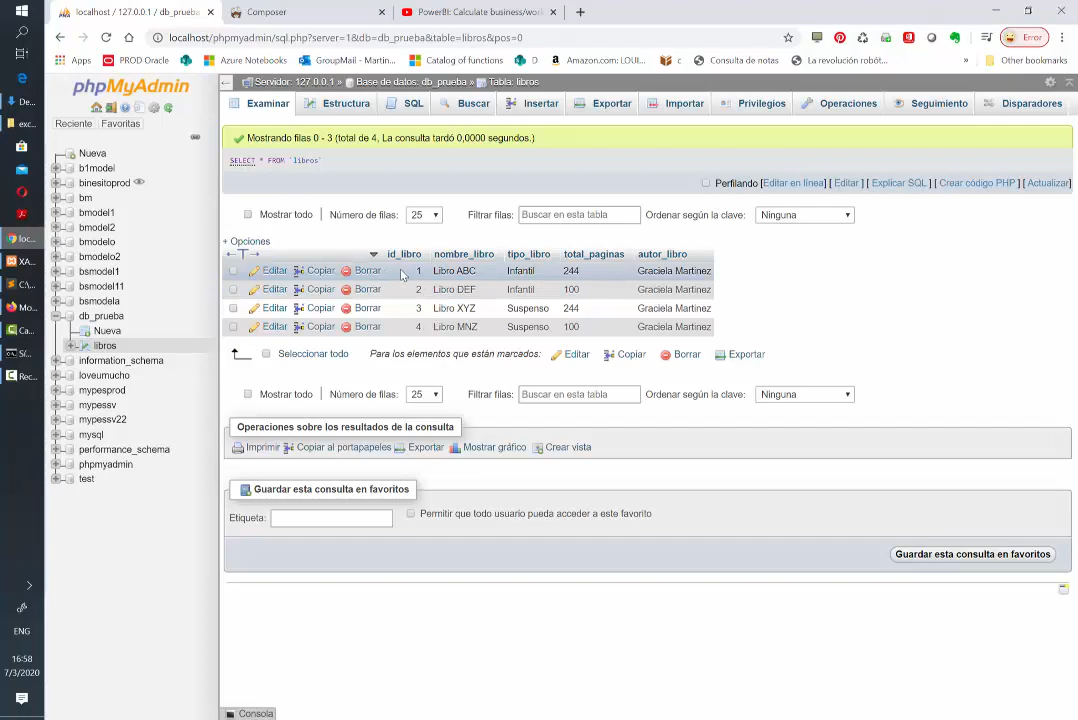 localhost / 127.0.0.1 / db_prueba
Composer
PowerBI: Calculate business/work
localhost/phpmyadmin/sql.php?server=1&db=db_prueba&table=libros&pos=0
Error
Apps
PROD Oracle
Azure Notebooks
GroupMail - Martin...
Catalog of functions
D
Amazon.com: LOUI...
c
Consulta de notas
La revolución robót...
»
Other bookmarks
phpMyAdmin
Reciente
Favoritas
Nueva
b1model
binesitoprod
bm
bmodel1
bmodel2
bmodelo
bmodelo2
bsmodel1
bsmodel11
bsmodela
db_prueba
Nueva
libros
information_schema
loveumucho
mypesprod
mypessv
mypessv22
mysql
performance_schema
phpmyadmin
test
Servidor: 127.0.0.1 » Base de datos: db_prueba » Tabla: libros
Examinar
Estructura
SQL
Buscar
Insertar
Exportar
Importar
Privilegios
Operaciones
Seguimiento
Disparadores
Mostrando filas 0 - 3 (total de 4, La consulta tardó 0,0000 segundos.)
SELECT * FROM `libros`
Perfilando [Editar en línea] [ Editar ] [ Explicar SQL ] [ Crear código PHP ] [ Actualizar]
Mostrar todo | Número de filas: 25 Filtrar filas: Buscar en esta tabla Ordenar según la clave: Ninguna
+ Opciones
id_libro nombre_libro tipo_libro total_paginas autor_libro
Editar Copiar Borrar 1 Libro ABC Infantil 244 Graciela Martinez
Editar Copiar Borrar 2 Libro DEF Infantil 100 Graciela Martinez
Editar Copiar Borrar 3 Libro XYZ Suspenso 244 Graciela Martinez
Editar Copiar Borrar 4 Libro MNZ Suspenso 100 Graciela Martinez
Seleccionar todo Para los elementos que están marcados: Editar Copiar Borrar Exportar
Mostrar todo | Número de filas: 25 Filtrar filas: Buscar en esta tabla Ordenar según la clave: Ninguna
Operaciones sobre los resultados de la consulta
Imprimir Copiar al portapapeles Exportar Mostrar gráfico Crear vista
Guardar esta consulta en favoritos
Etiqueta:
Permitir que todo usuario pueda acceder a este favorito
Guardar esta consulta en favoritos
Consola
De...
exc...
loc...
XA...
C:\...
Mo...
Ca...
Sí...
Rec...
ENG
16:58
7/3/2020